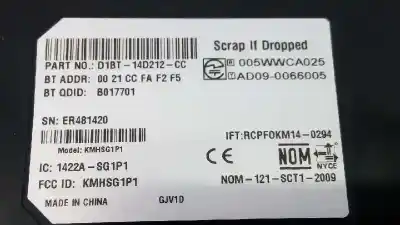 Scrap If Dropped
PART NO.: D1BT-14D212-CC
BT ADDR: 00 21 CC FA F2 F5
BT QDID: B017701
R 005WWCA025
T AD09-0066005
SN: ER481420
Model: KMHSG1P1
IC: 1422A-SG1P1
FCC ID: KMHSG1P1
MADE IN CHINA
GJV10
IFT:RCPFOKM14-0294
CE
NOM
NYCE
NOM-121-SCT1-2009